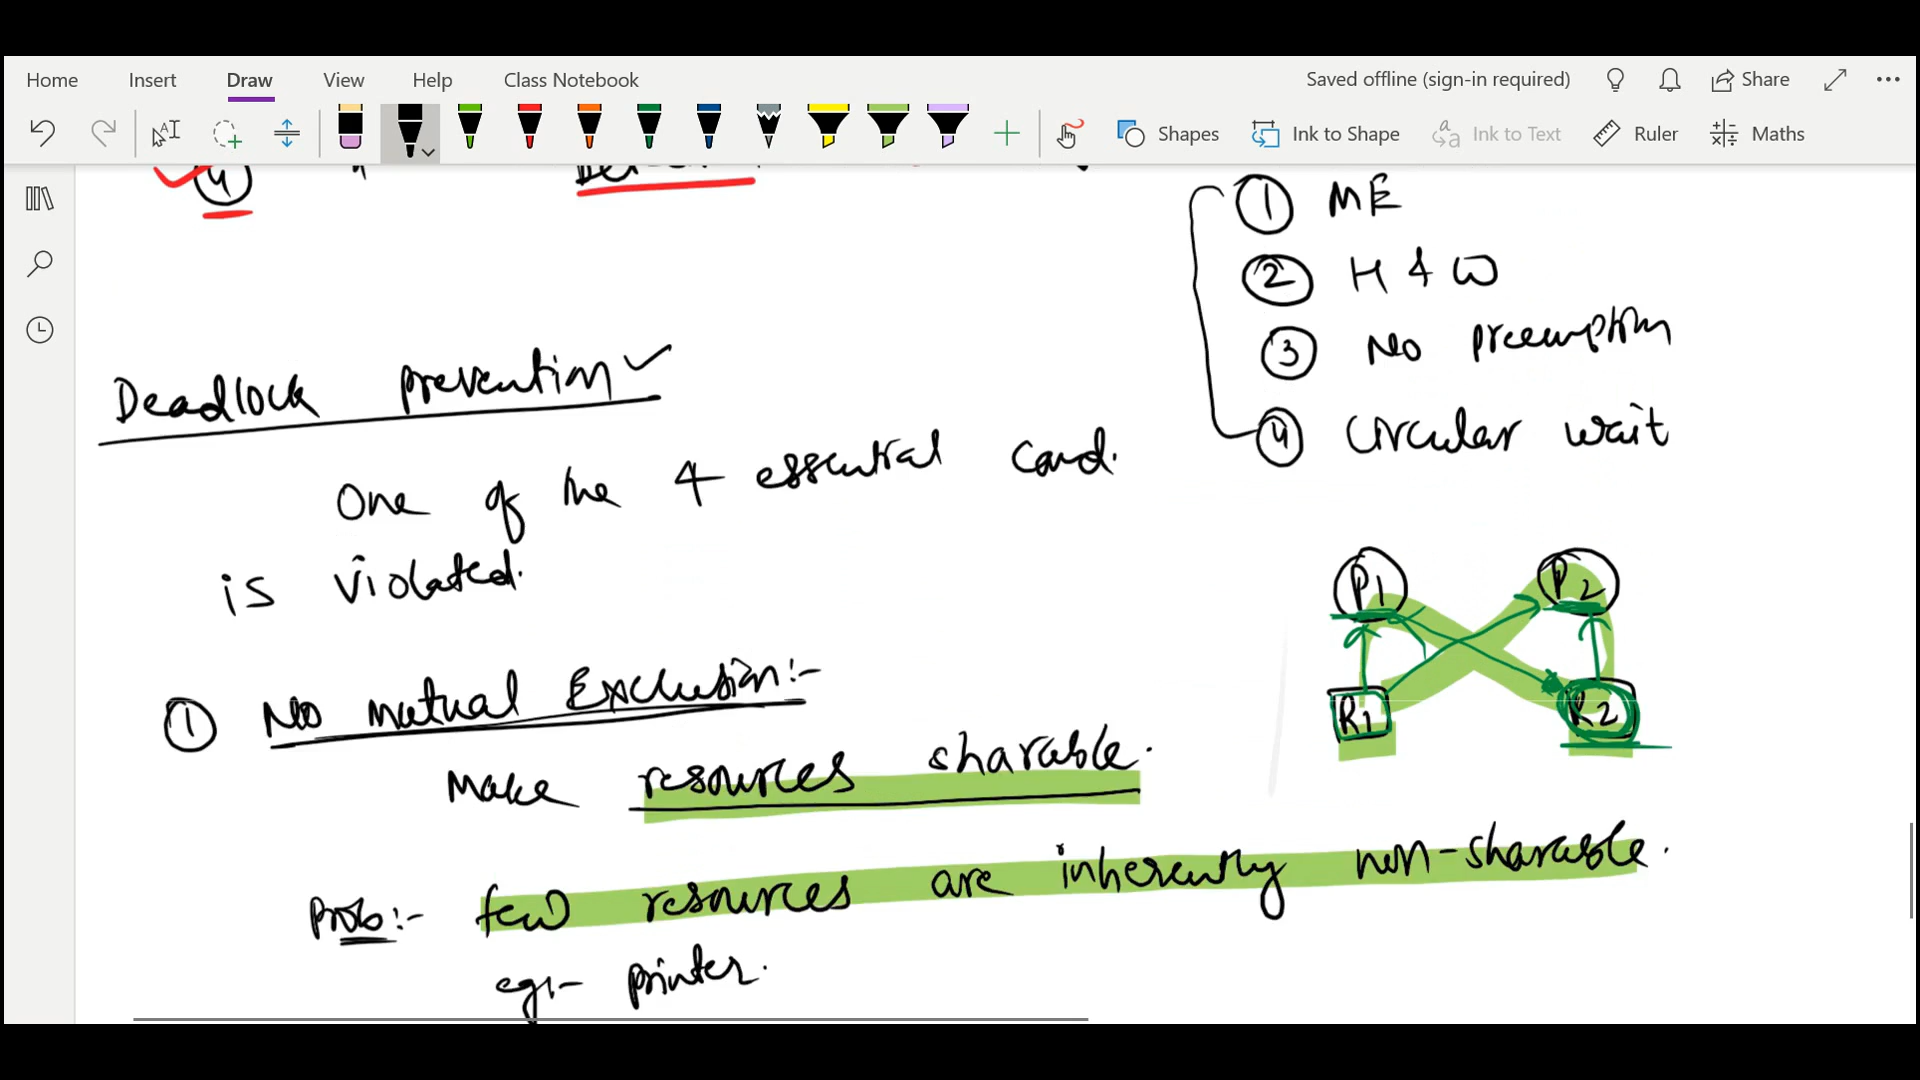 Home Insert Draw View Help Class Notebook Saved offline (sign-in required) Share
Shapes Ink to Shape Ink to Text Ruler Maths
4
1 ME
2 H & W
3 No preemption
4 Circular wait
Deadlock prevention
One of the 4 essential cond.
is violated.
P1 P2
R1 R2
1 No mutual Exclusion:-
Make resources sharable.
Prob:- few resources are inherently non-sharable.
eg:- printer.